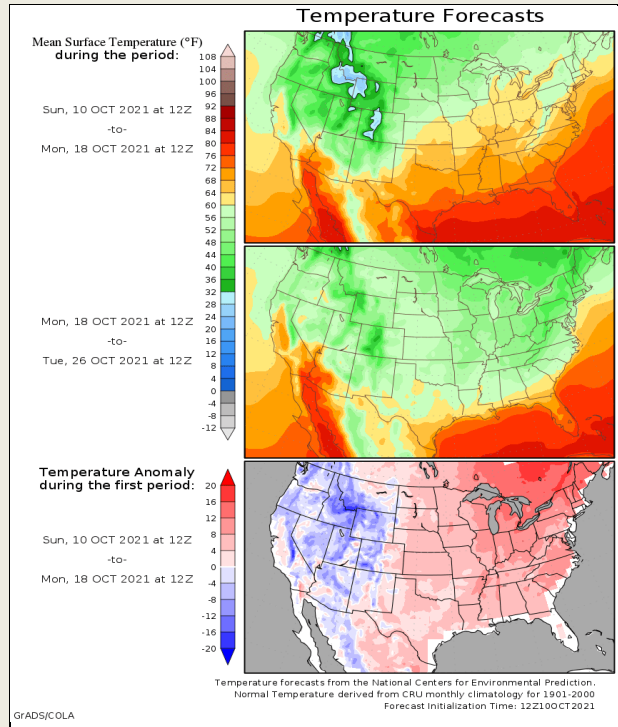 Temperature Forecasts
Mean Surface Temperature (°F)
during the period:
Sun, 10 OCT 2021 at 12Z
-to-
Mon, 18 OCT 2021 at 12Z
108
104
100
96
92
88
84
80
76
72
68
64
60
56
52
48
44
40
36
32
28
24
20
16
12
8
4
0
-4
-8
-12
Mon, 18 OCT 2021 at 12Z
-to-
Tue, 26 OCT 2021 at 12Z
Temperature Anomaly
during the first period:
Sun, 10 OCT 2021 at 12Z
-to-
Mon, 18 OCT 2021 at 12Z
20
16
12
8
4
0
-4
-8
-12
-16
-20
Temperature forecasts from the National Centers for Environmental Prediction.
Normal Temperature derived from CRU monthly climatology for 1901-2000
Forecast Initialization Time: 12Z10OCT2021
GrADS/COLA